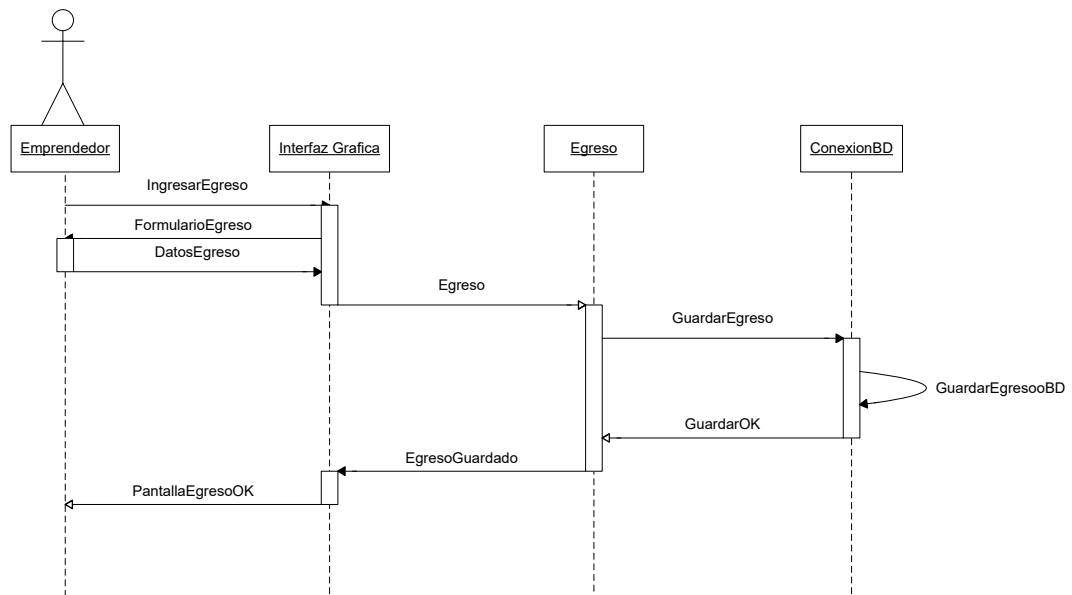 Emprendedor
Interfaz Grafica
Egreso
ConexionBD
IngresarEgreso
FormularioEgreso
DatosEgreso
Egreso
GuardarEgreso
GuardarEgresooBD
GuardarOK
EgresoGuardado
PantallaEgresoOK